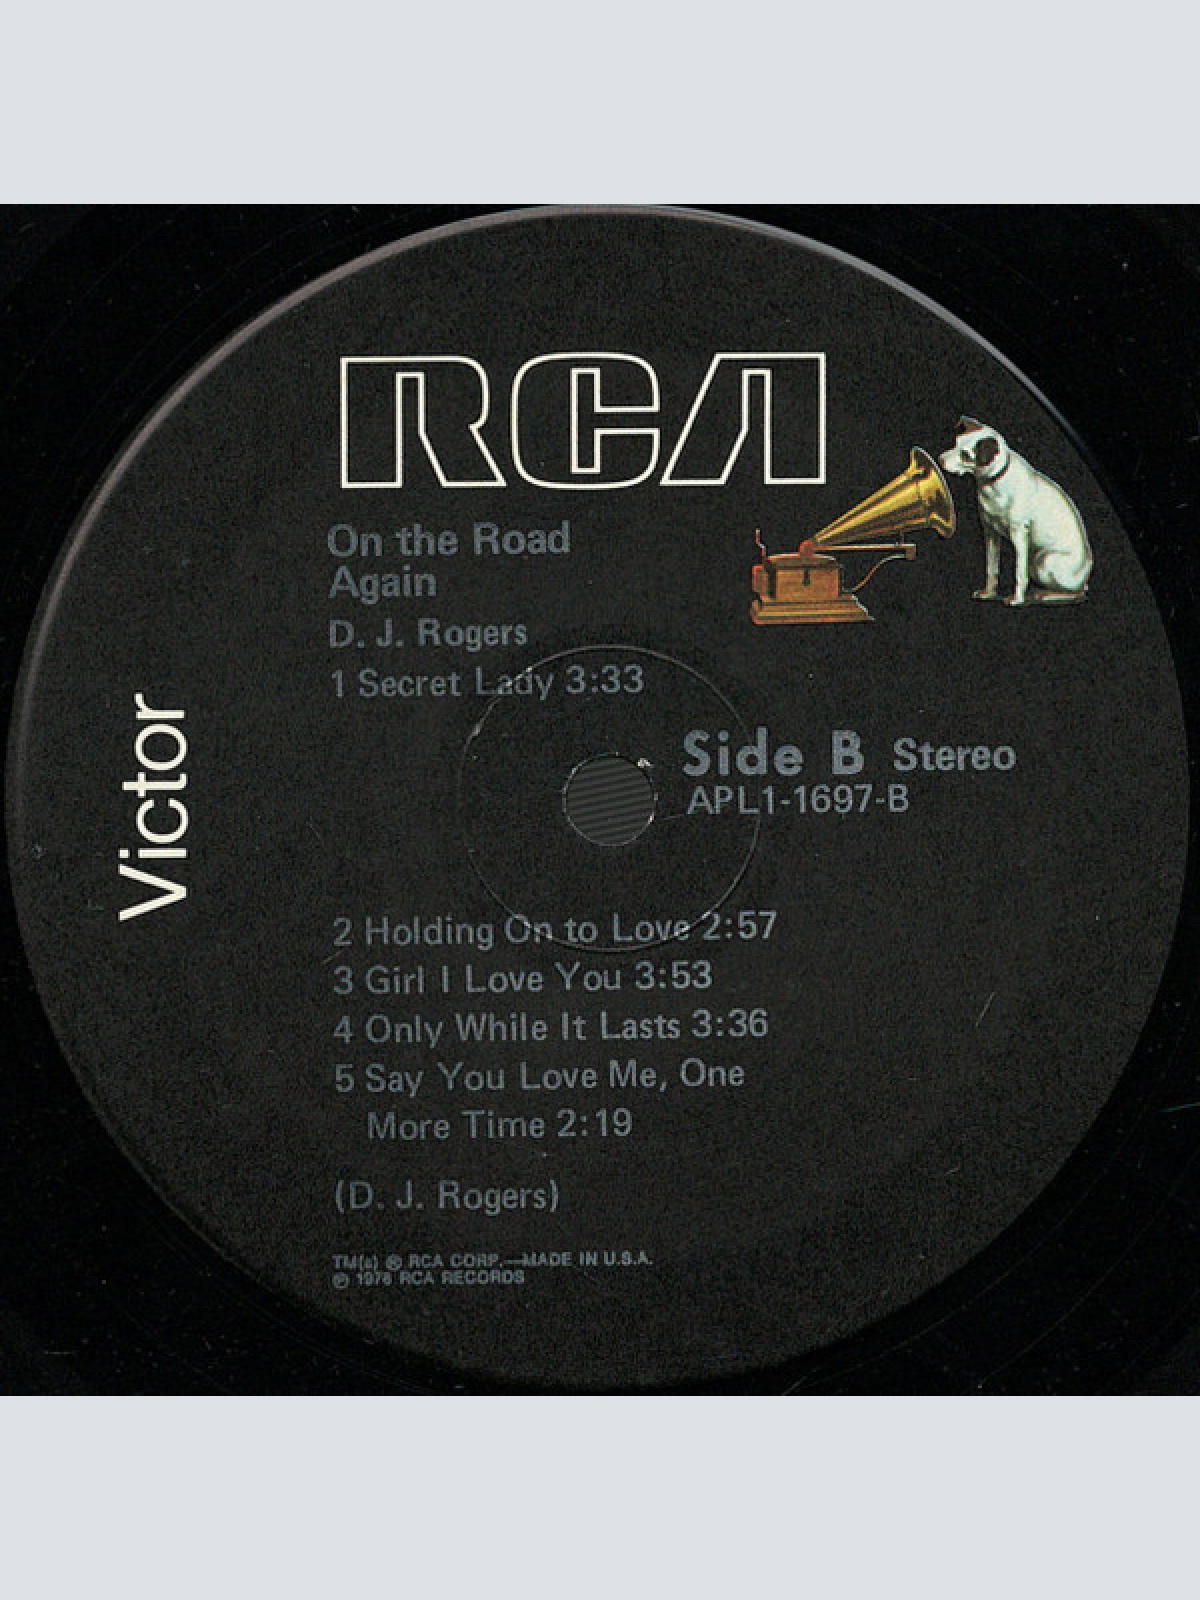 RCA
On the Road
Again
D. J. Rogers
1 Secret Lady 3:33
Side B Stereo
APL1-1697-B
Victor
2 Holding On to Love 2:57
3 Girl I Love You 3:53
4 Only While It Lasts 3:36
5 Say You Love Me, One
More Time 2:19
(D. J. Rogers)
TM(s) ® RCA CORP.—MADE IN U.S.A.
℗ 1976 RCA RECORDS